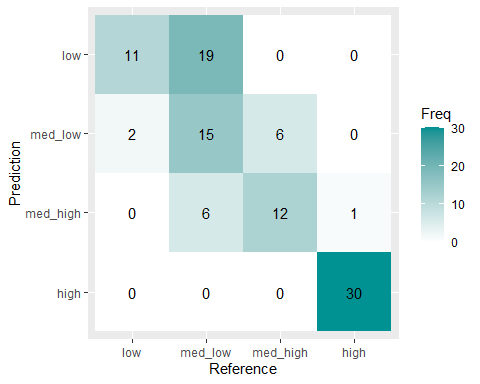 low 11 19 0 0
med_low 2 15 6 0
med_high 0 6 12 1
high 0 0 0 30
low med_low med_high high
Reference
Prediction
Freq
30
20
10
0